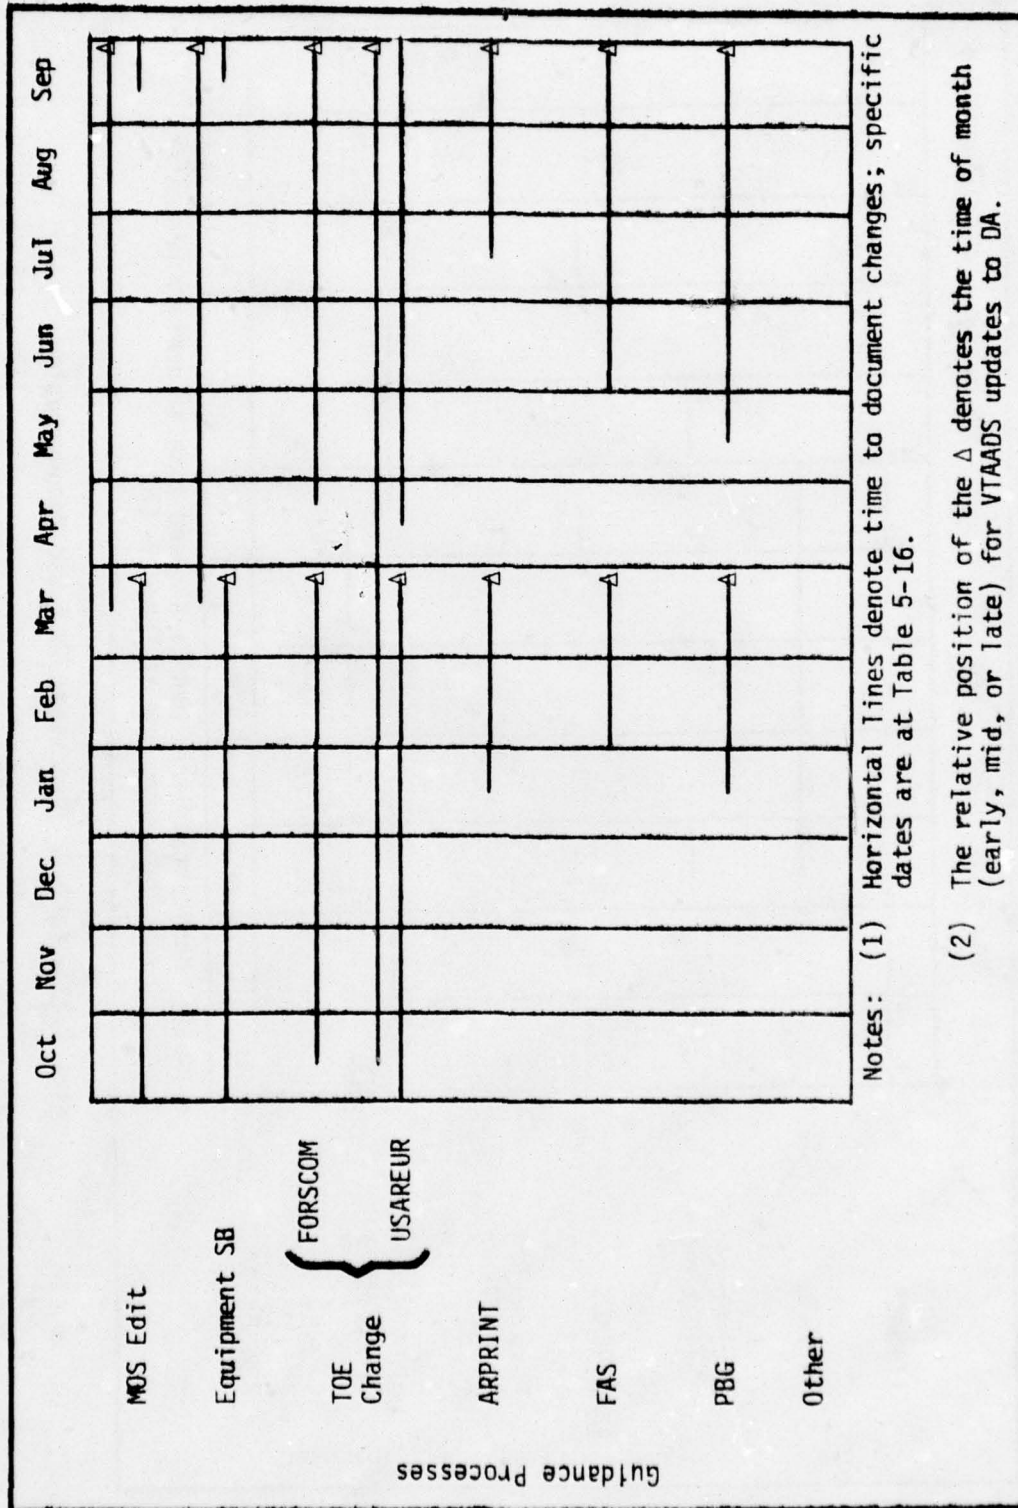 Oct Nov Dec Jan Feb Mar Apr May Jun Jul Aug Sep
Guidance Processes
MOS Edit
Equipment SB
TOE
Change
FORSCOM
USAREUR
ARPRINT
FAS
PBG
Other
Notes: (1) Horizontal lines denote time to document changes; specific
dates are at Table 5-16.
(2) The relative position of the Δ denotes the time of month
(early, mid, or late) for VTAADS updates to DA.